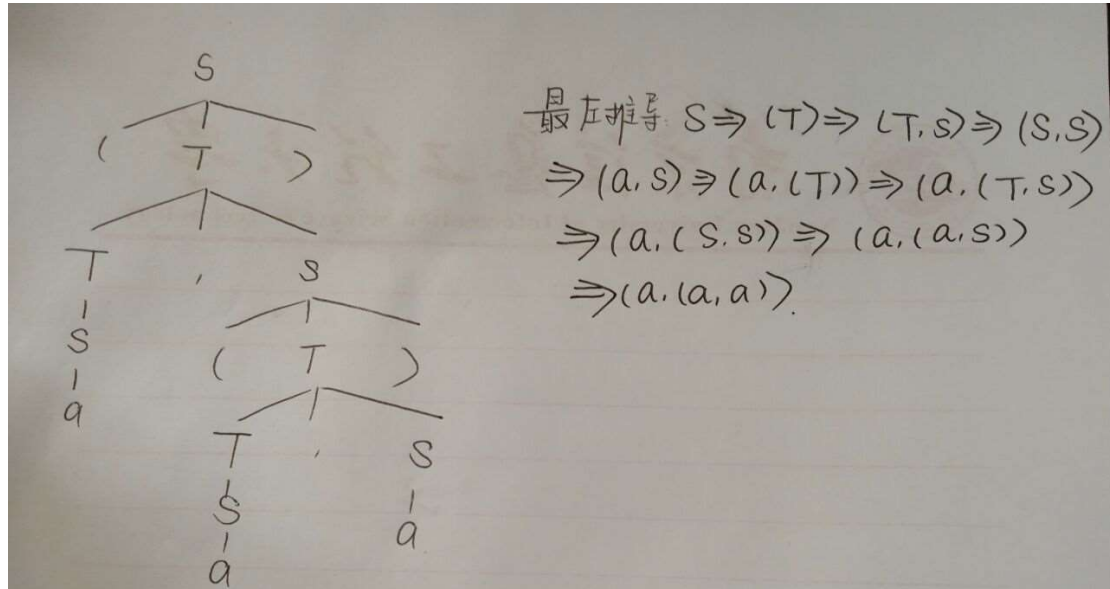 S
( T )
T , S
S
a
( T )
T , S
S a
a
最左推导: S⇒(T)⇒(T,S)⇒(S,S)
⇒(a,S)⇒(a,(T))⇒(a,(T,S))
⇒(a,(S,S))⇒(a,(a,S))
⇒(a,(a,a)).